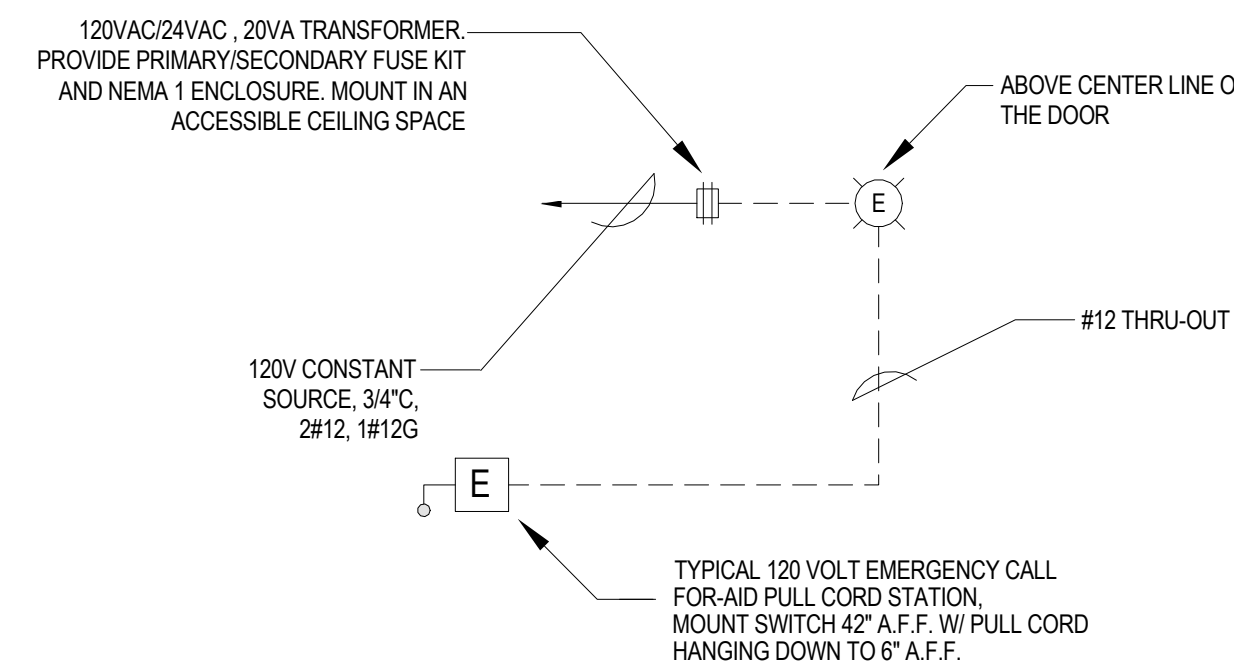 120VAC/24VAC , 20VA TRANSFORMER.
PROVIDE PRIMARY/SECONDARY FUSE KIT
AND NEMA 1 ENCLOSURE. MOUNT IN AN
ACCESSIBLE CEILING SPACE
ABOVE CENTER LINE O
THE DOOR
E
#12 THRU-OUT
120V CONSTANT
SOURCE, 3/4"C,
2#12, 1#12G
E
TYPICAL 120 VOLT EMERGENCY CALL
FOR-AID PULL CORD STATION,
MOUNT SWITCH 42" A.F.F. W/ PULL CORD
HANGING DOWN TO 6" A.F.F.